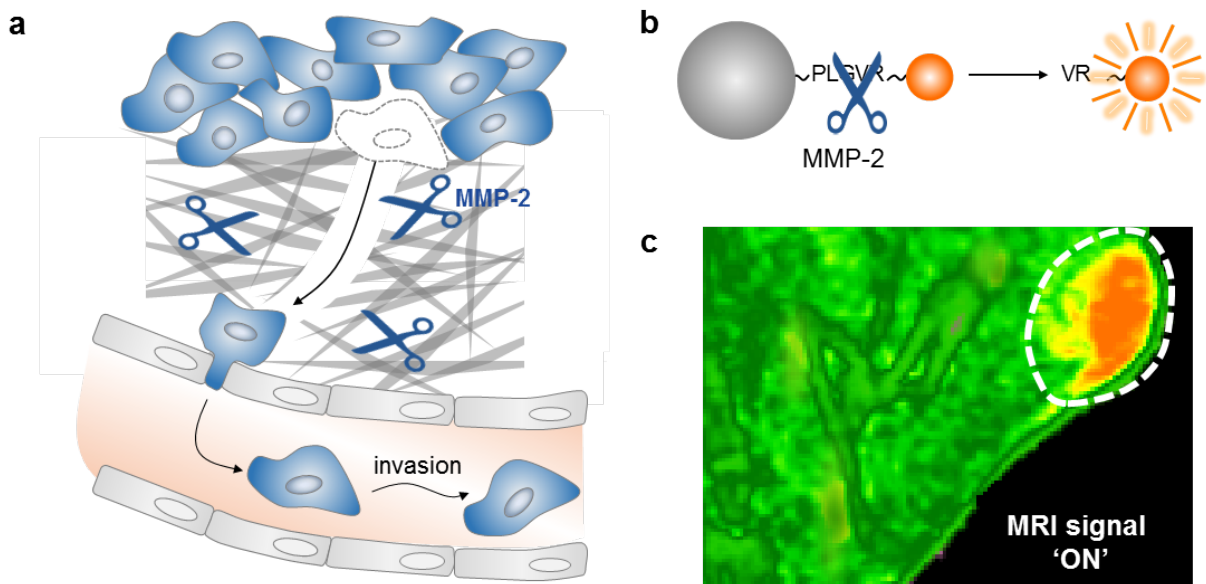 a
MMP-2
invasion
b
PLGVR
VR
MMP-2
c
MRI signal
'ON'